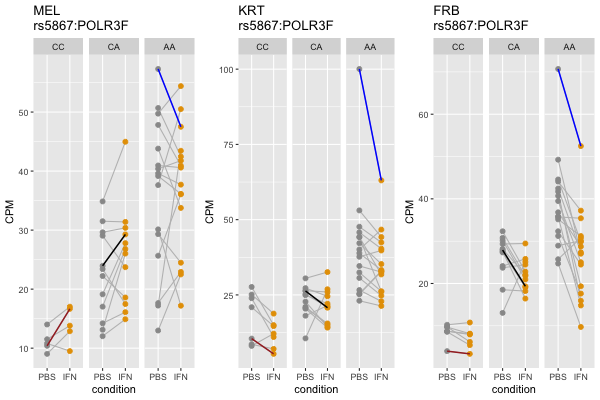 MEL
rs5867:POLR3F
CC CA AA
CPM
50
40
30
20
10
PBS IFN PBS IFN PBS IFN
condition
KRT
rs5867:POLR3F
CC CA AA
CPM
100
75
50
25
PBS IFN PBS IFN PBS IFN
condition
FRB
rs5867:POLR3F
CC CA AA
CPM
60
40
20
PBS IFN PBS IFN PBS IFN
condition